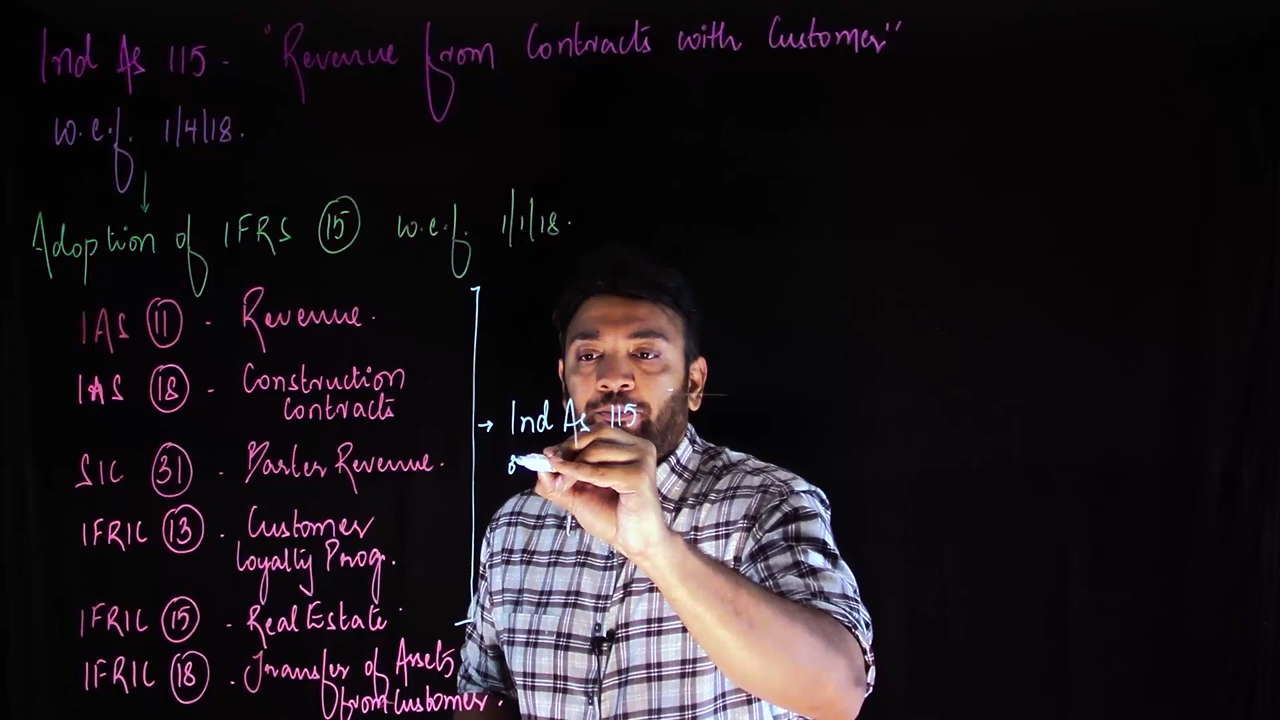 Ind As 115 - "Revenue from Contracts with Customer"
w.e.f. 1/4/18.
Adoption of IFRS 15 w.e.f. 1/1/18.
IAS 11 - Revenue.
IAS 18 - Construction
contracts
SIC 31 - Barter Revenue.
IFRIC 13 - Customer
Loyalty Prog.
IFRIC 15 - Real Estate
IFRIC 18 - Transfer of Assets
from Customer.
→ Ind As 115